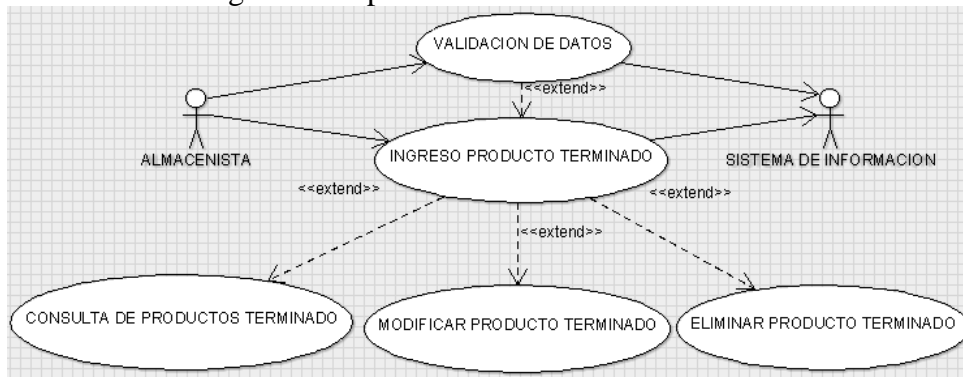 VALIDACION DE DATOS
<<extend>>
ALMACENISTA
INGRESO PRODUCTO TERMINADO
SISTEMA DE INFORMACION
<<extend>>
<<extend>>
<<extend>>
CONSULTA DE PRODUCTOS TERMINADO
MODIFICAR PRODUCTO TERMINADO
ELIMINAR PRODUCTO TERMINADO